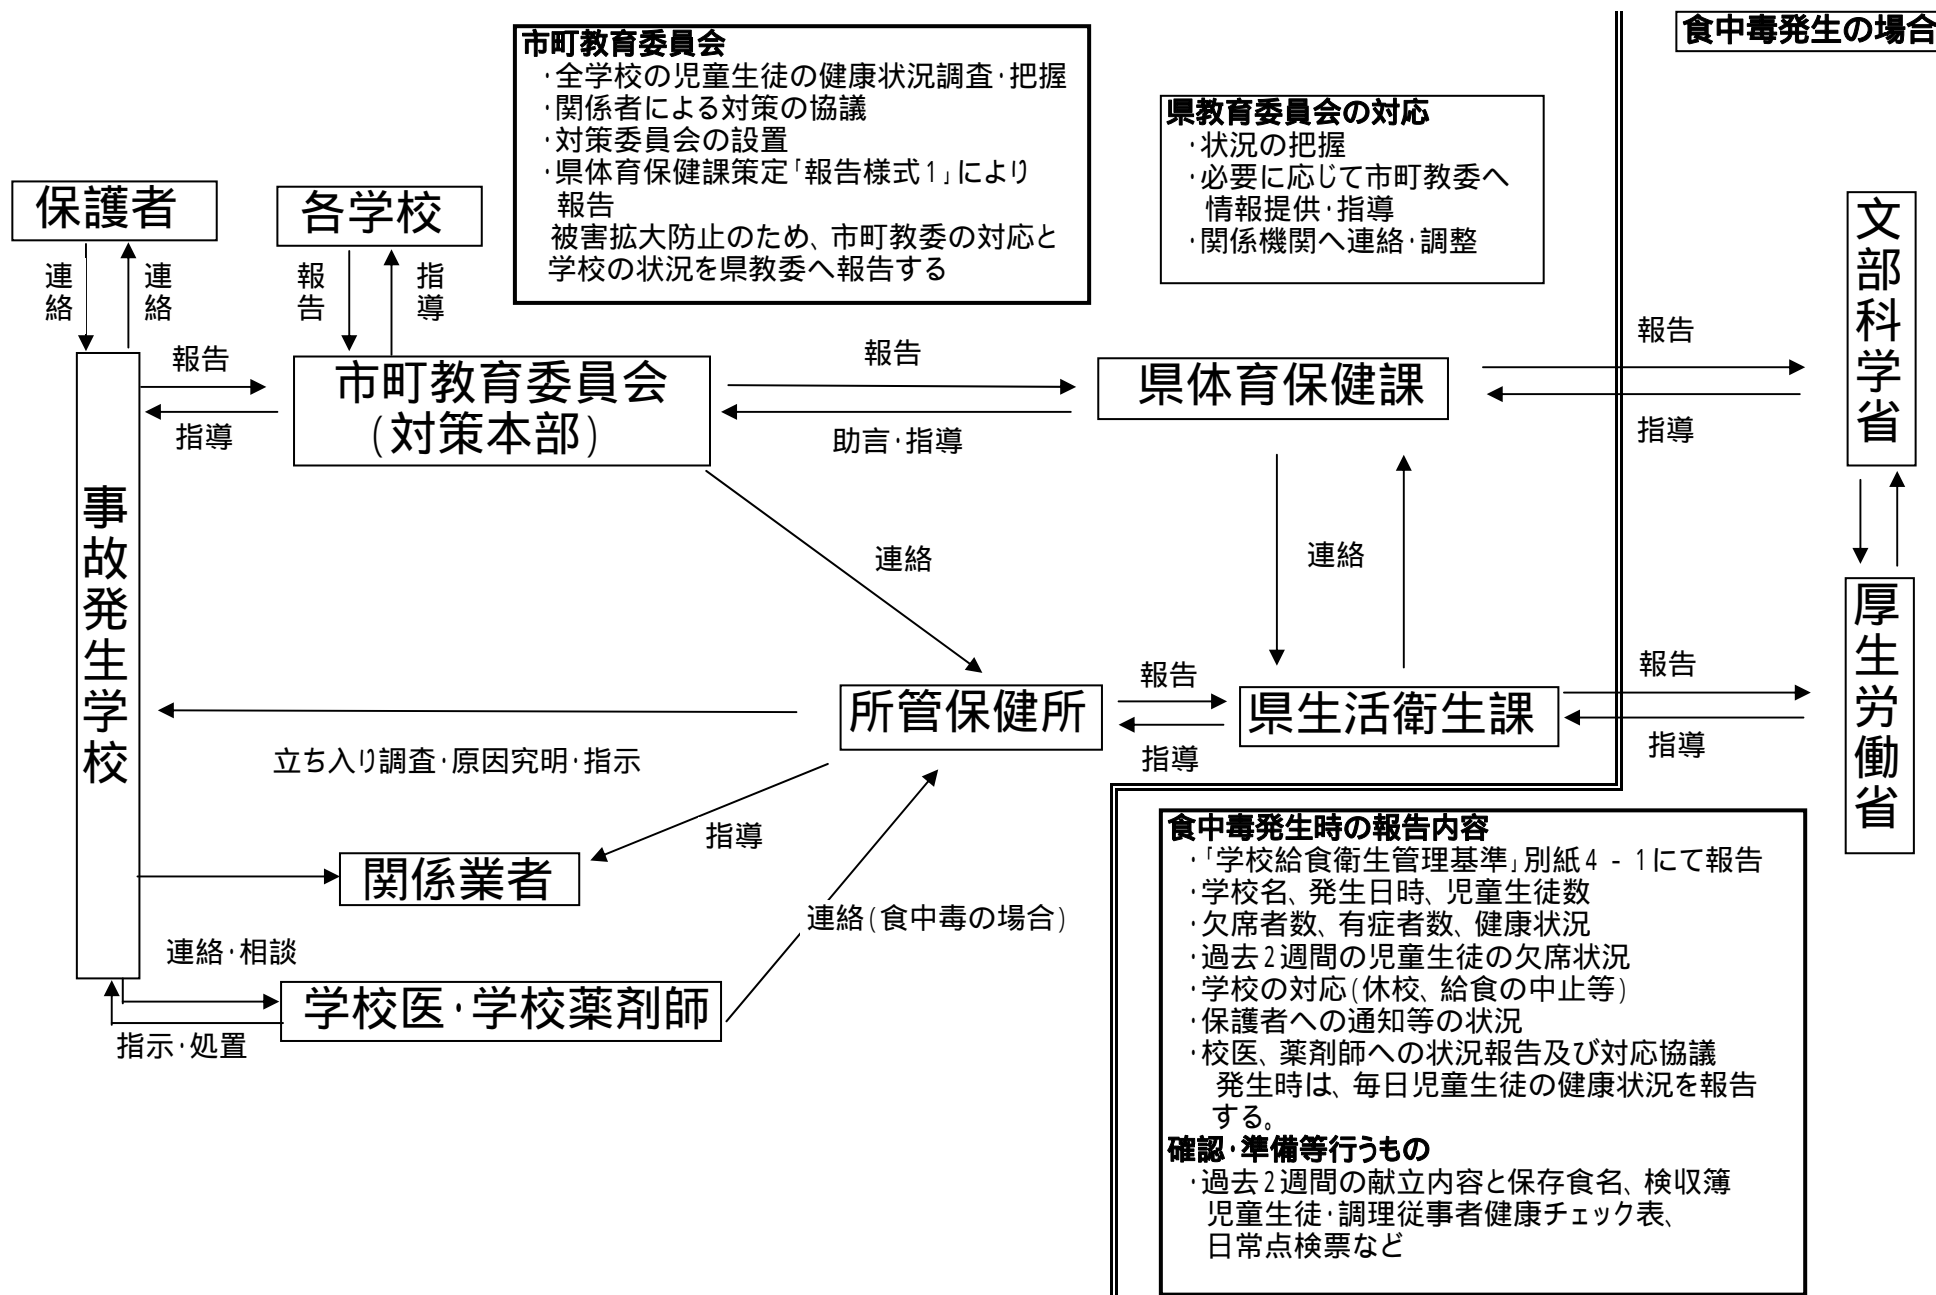 食中毒発生の場合
市町教育委員会
・全学校の児童生徒の健康状況調査・把握
・関係者による対策の協議
・対策委員会の設置
・県体育保健課策定「報告様式1」により
報告
被害拡大防止のため、市町教委の対応と
学校の状況を県教委へ報告する
県教育委員会の対応
・状況の把握
・必要に応じて市町教委へ
情報提供・指導
・関係機関へ連絡・調整
保護者
各学校
連絡
連絡
報告
指導
文部科学省
報告
指導
市町教育委員会
(対策本部)
報告
助言・指導
県体育保健課
報告
指導
事故発生学校
連絡
連絡
厚生労働省
所管保健所
報告
指導
県生活衛生課
報告
指導
立ち入り調査・原因究明・指示
指導
関係業者
連絡(食中毒の場合)
連絡・相談
学校医・学校薬剤師
指示・処置
食中毒発生時の報告内容
・「学校給食衛生管理基準」別紙4-1にて報告
・学校名、発生日時、児童生徒数
・欠席者数、有症者数、健康状況
・過去2週間の児童生徒の欠席状況
・学校の対応(休校、給食の中止等)
・保護者への通知等の状況
・校医、薬剤師への状況報告及び対応協議
発生時は、毎日児童生徒の健康状況を報告
する。
確認・準備等行うもの
・過去2週間の献立内容と保存食名、検収簿
児童生徒・調理従事者健康チェック表、
日常点検票など